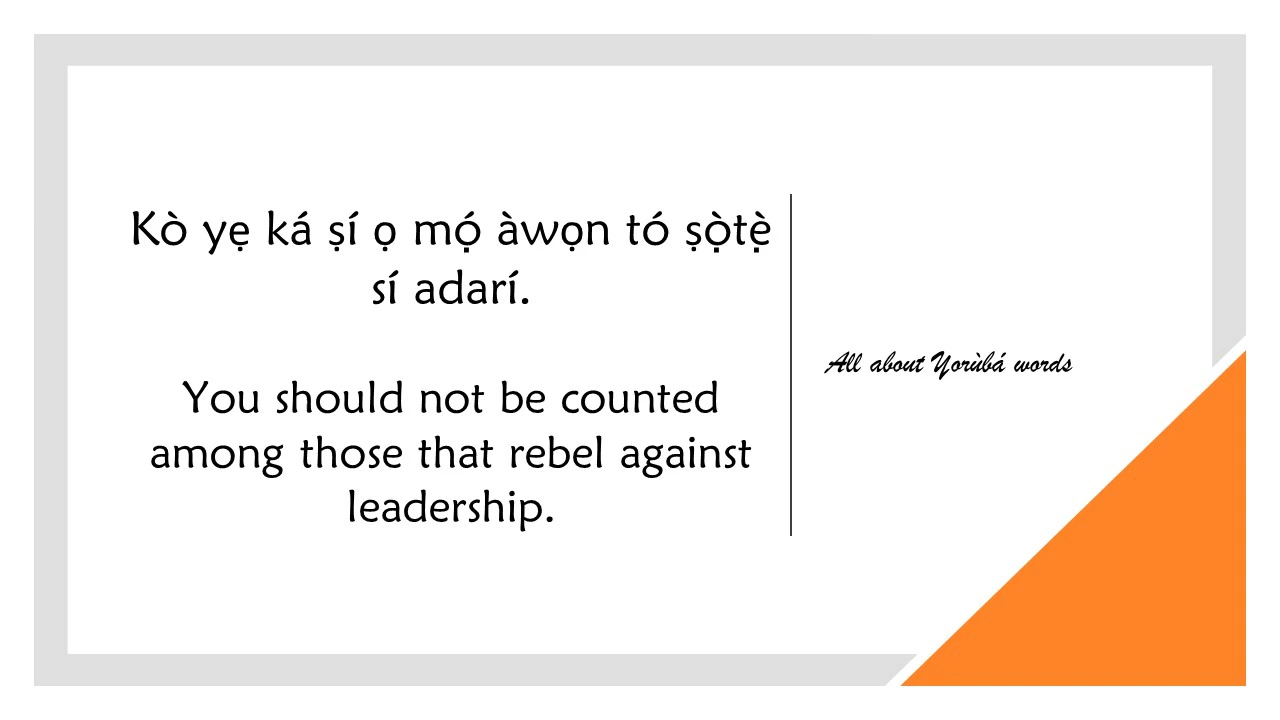 Kò yẹ ká ṣí ọ mọ́ àwọn tó ṣọ̀tẹ̀
sí adarí.
You should not be counted
among those that rebel against
leadership.
All about Yorùbá words